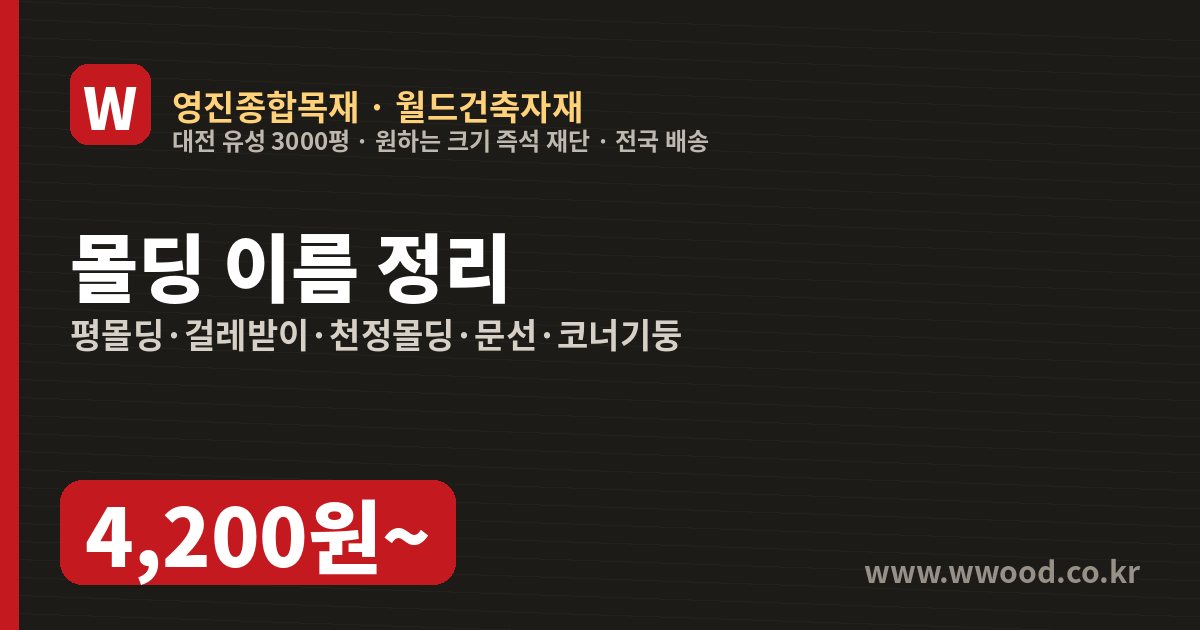 W
영진종합목재 · 월드건축자재
대전 유성 3000평 · 원하는 크기 즉석 재단 · 전국 배송
몰딩 이름 정리
평몰딩·걸레받이·천정몰딩·문선·코너기둥
4,200원~
www.wwood.co.kr